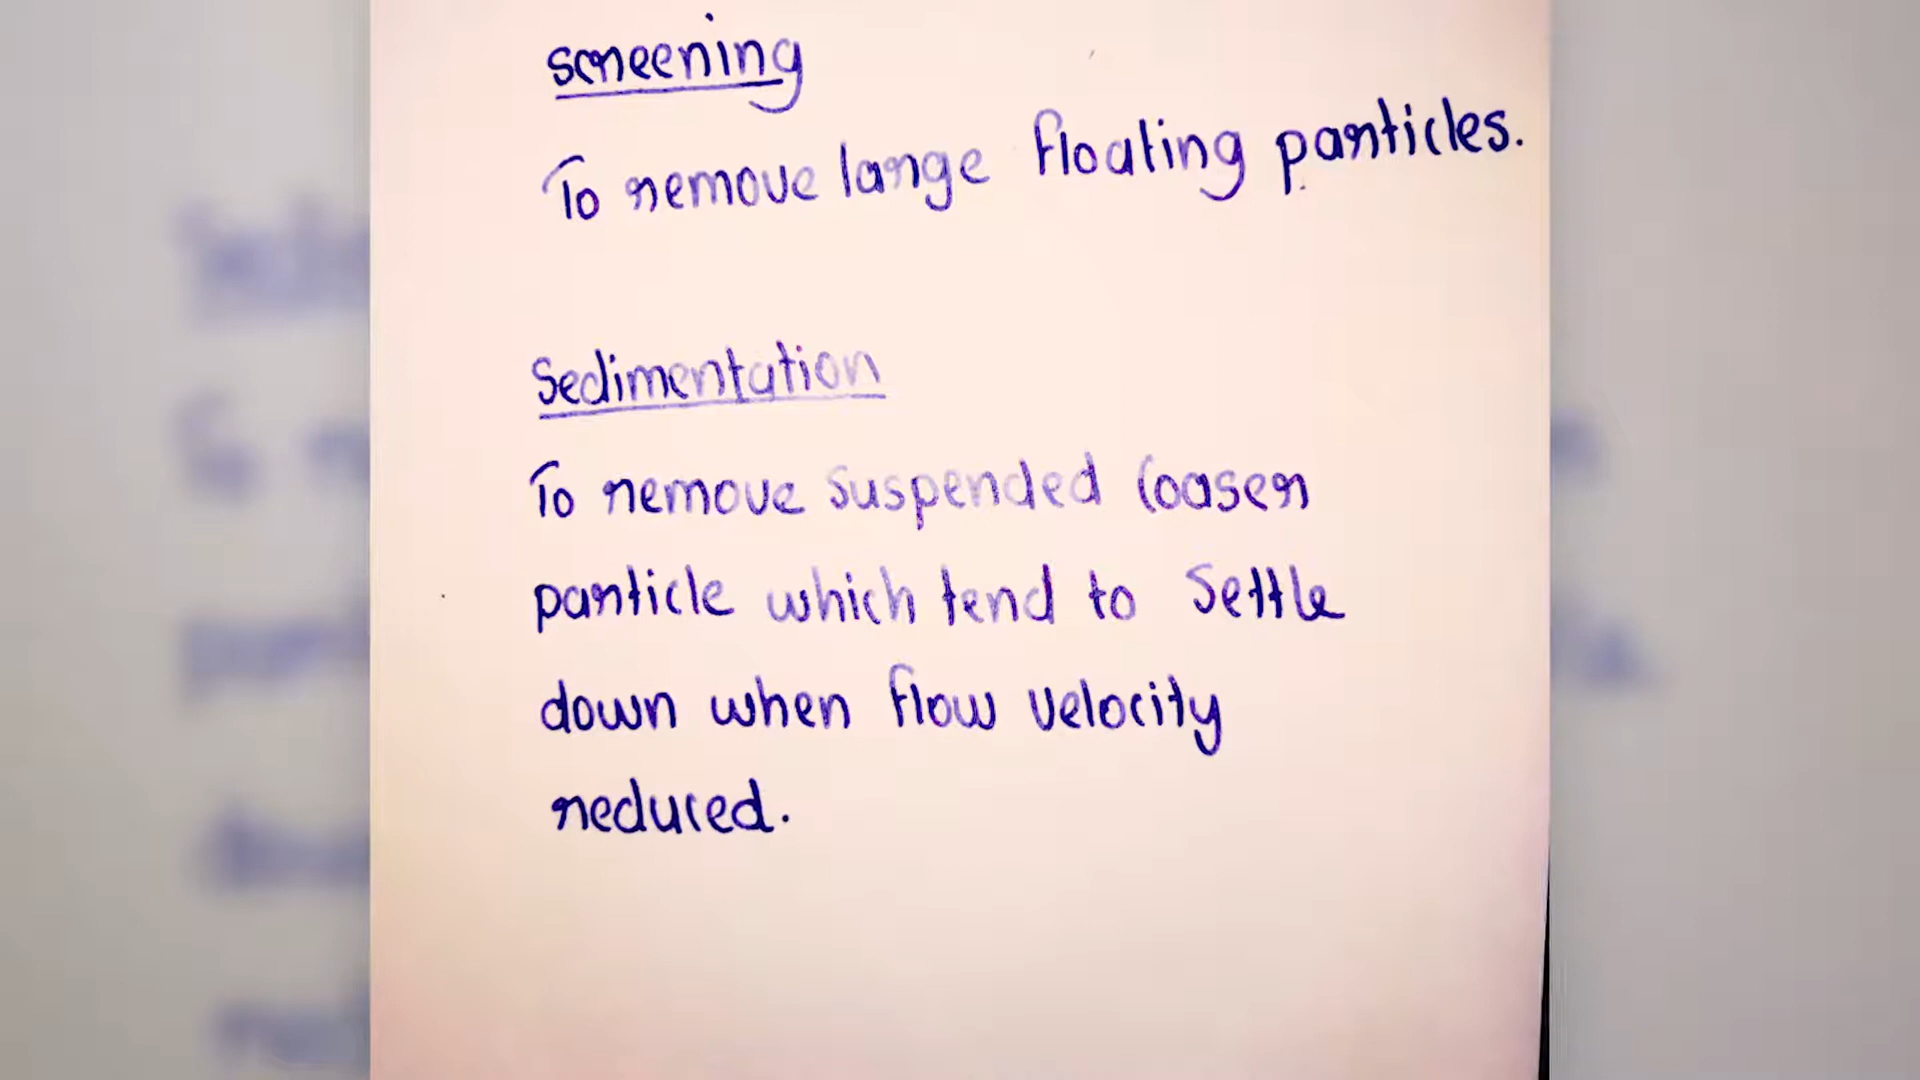 screening
To remove large floating particles.
Sedimentation
To remove suspended coaser
particle which tend to settle
down when flow velocity
reduced.